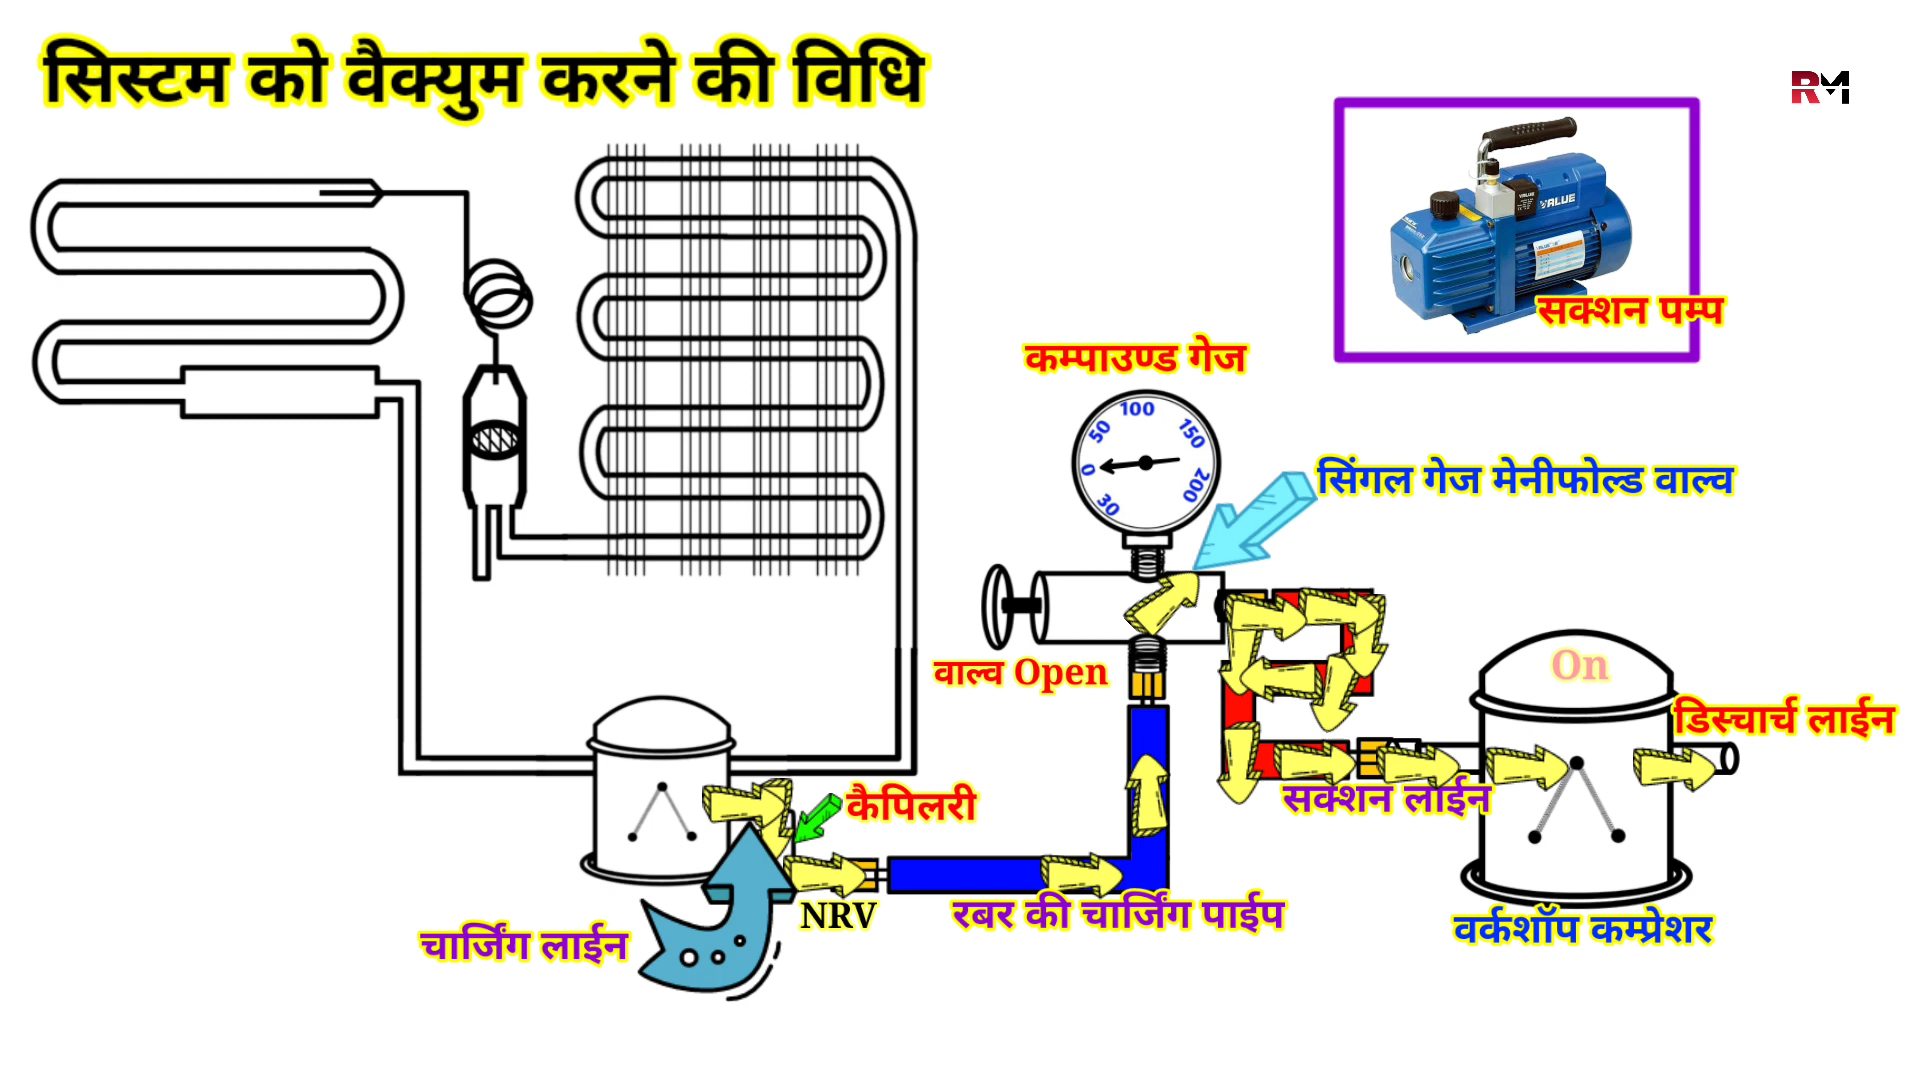 सिस्टम को वैक्युम करने की विधि
RM
VALUE
सक्शन पम्प
कम्पाउण्ड गेज
100
50
150
0
200
30
सिंगल गेज मेनीफोल्ड वाल्व
वाल्व Open
On
डिस्चार्च लाईन
सक्शन लाईन
कैपिलरी
NRV
रबर की चार्जिंग पाईप
चार्जिंग लाईन
वर्कशॉप कम्प्रेशर